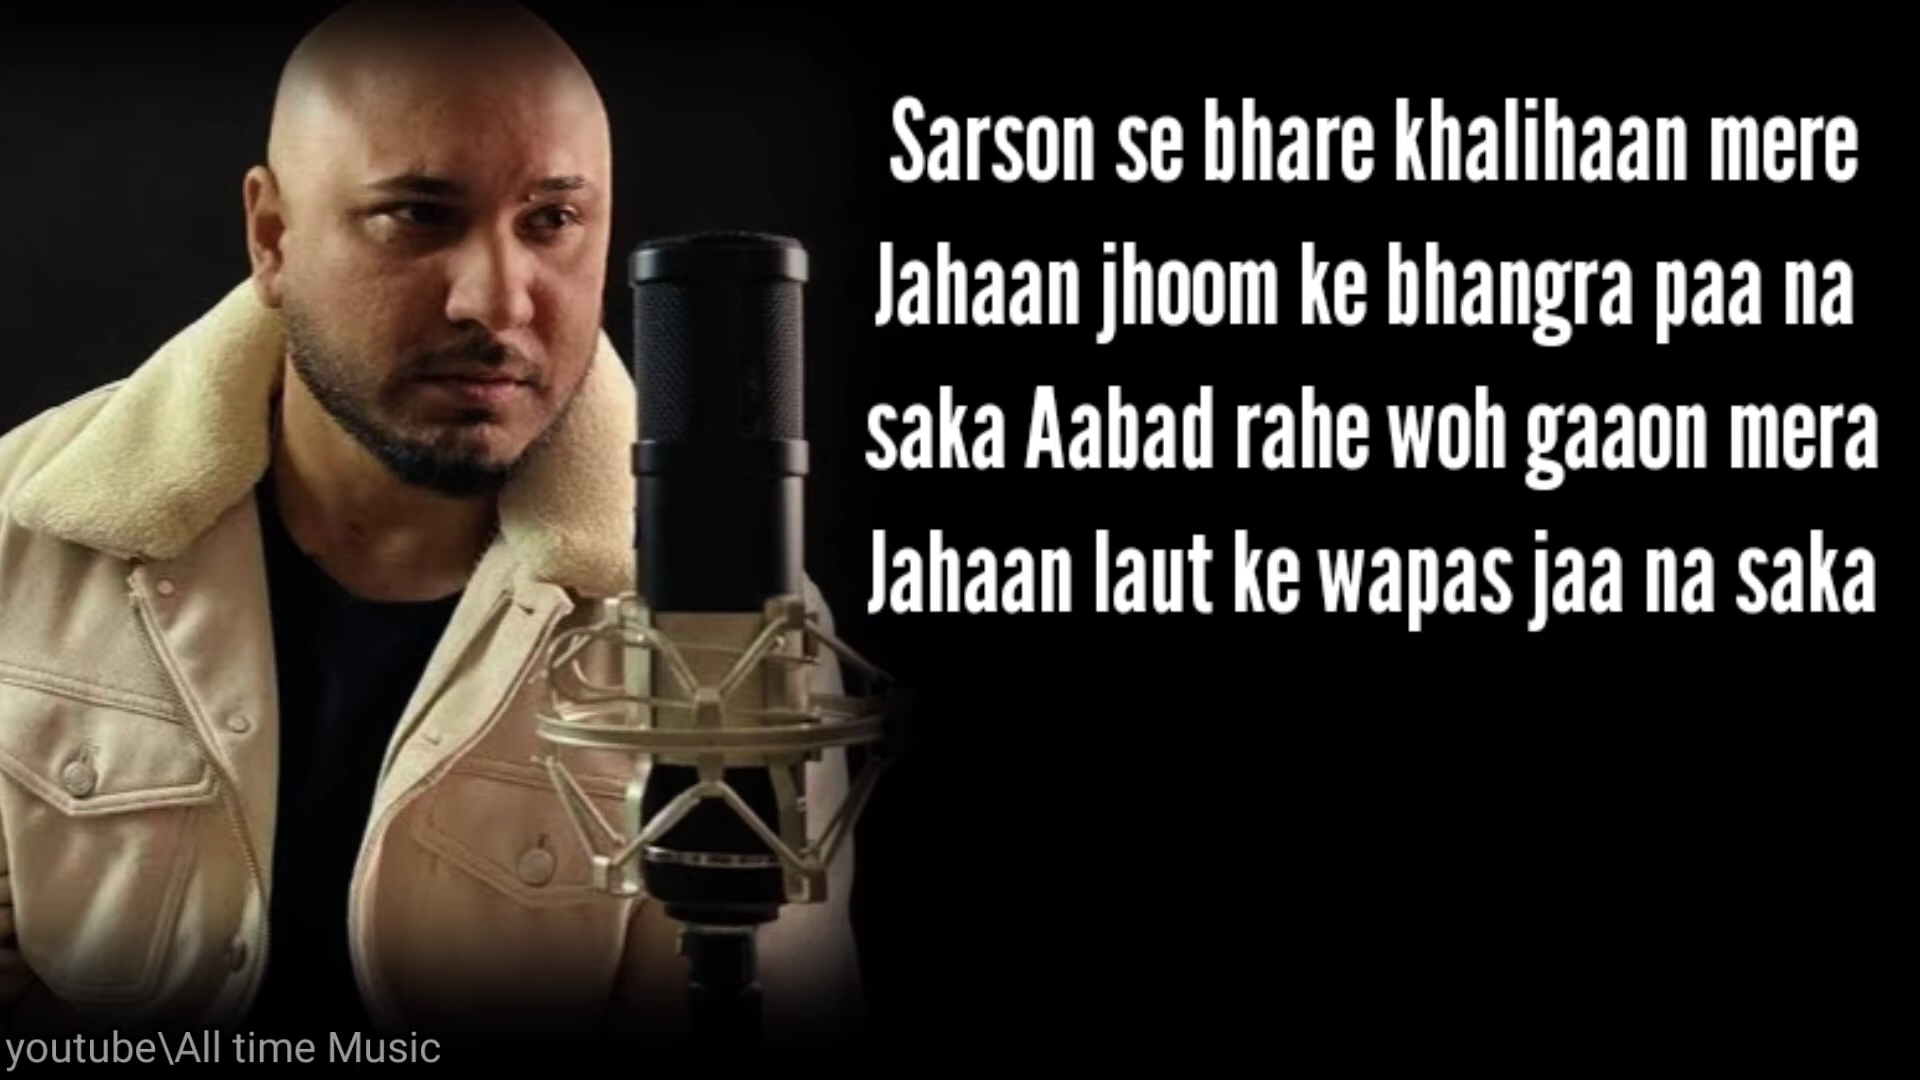 Sarson se bhare khalihaan mere
Jahaan jhoom ke bhangra paa na
saka Aabad rahe woh gaaon mera
Jahaan laut ke wapas jaa na saka
youtube\All time Music